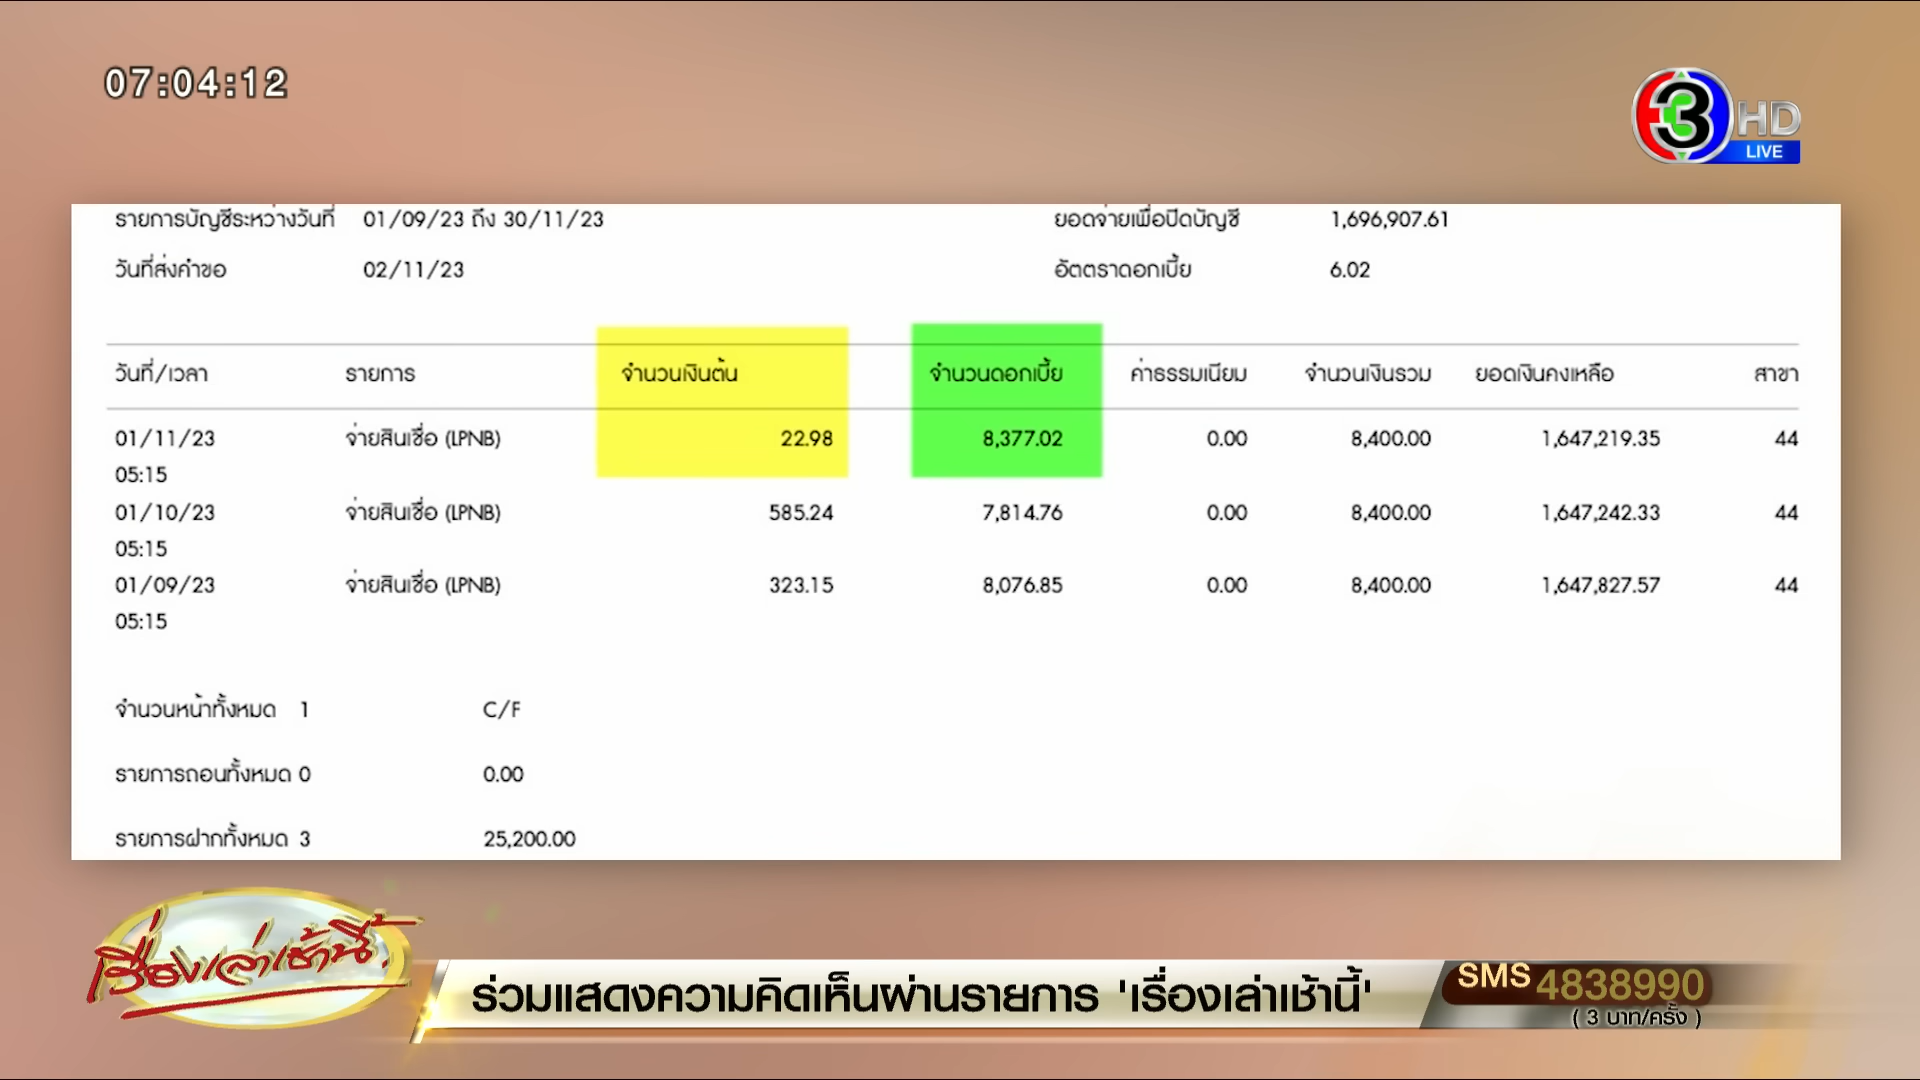 07:04:12
3 HD
LIVE
รายการบัญชีระหว่างวันที่ 01/09/23 ถึง 30/11/23 ยอดจ่ายเพื่อปิดบัญชี 1,696,907.61
วันที่ส่งคำขอ 02/11/23 อัตตราดอกเบี้ย 6.02
วันที่/เวลา รายการ จำนวนเงินต้น จำนวนดอกเบี้ย ค่าธรรมเนียม จำนวนเงินรวม ยอดเงินคงเหลือ สาขา
01/11/23 จ่ายสินเชื่อ (LPNB) 22.98 8,377.02 0.00 8,400.00 1,647,219.35 44
05:15
01/10/23 จ่ายสินเชื่อ (LPNB) 585.24 7,814.76 0.00 8,400.00 1,647,242.33 44
05:15
01/09/23 จ่ายสินเชื่อ (LPNB) 323.15 8,076.85 0.00 8,400.00 1,647,827.57 44
05:15
จำนวนหน้าทั้งหมด 1 C/F
รายการถอนทั้งหมด 0 0.00
รายการฝากทั้งหมด 3 25,200.00
เรื่องเล่าเช้านี้
ร่วมแสดงความคิดเห็นผ่านรายการ 'เรื่องเล่าเช้านี้' SMS 4838990
( 3 บาท/ครั้ง )